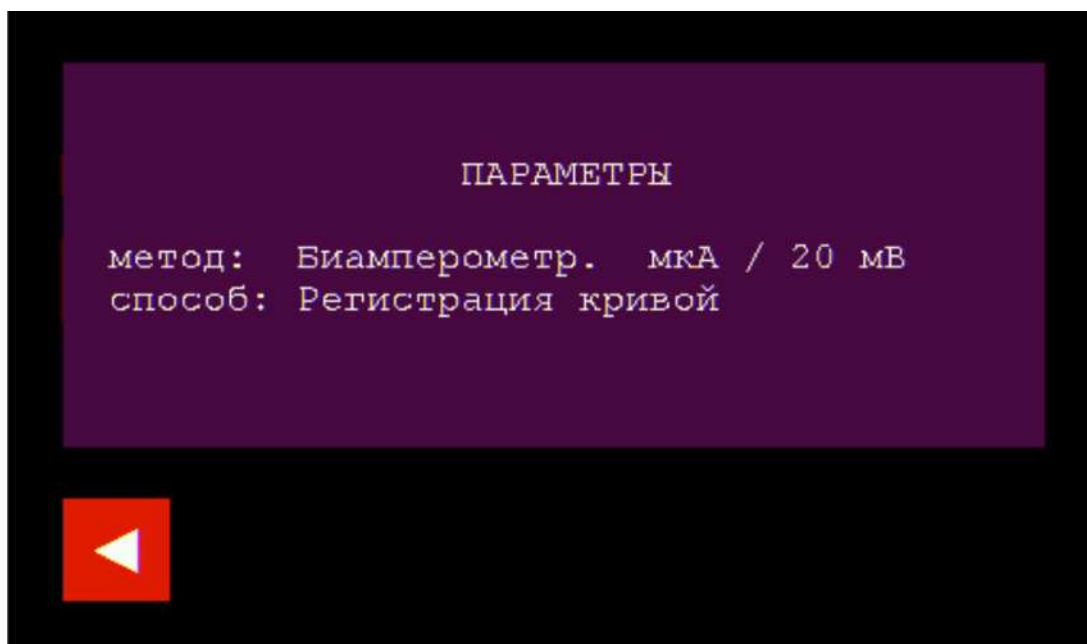 ПАРАМЕТРЫ
метод: Биамперометр. мкА / 20 мВ
способ: Регистрация кривой